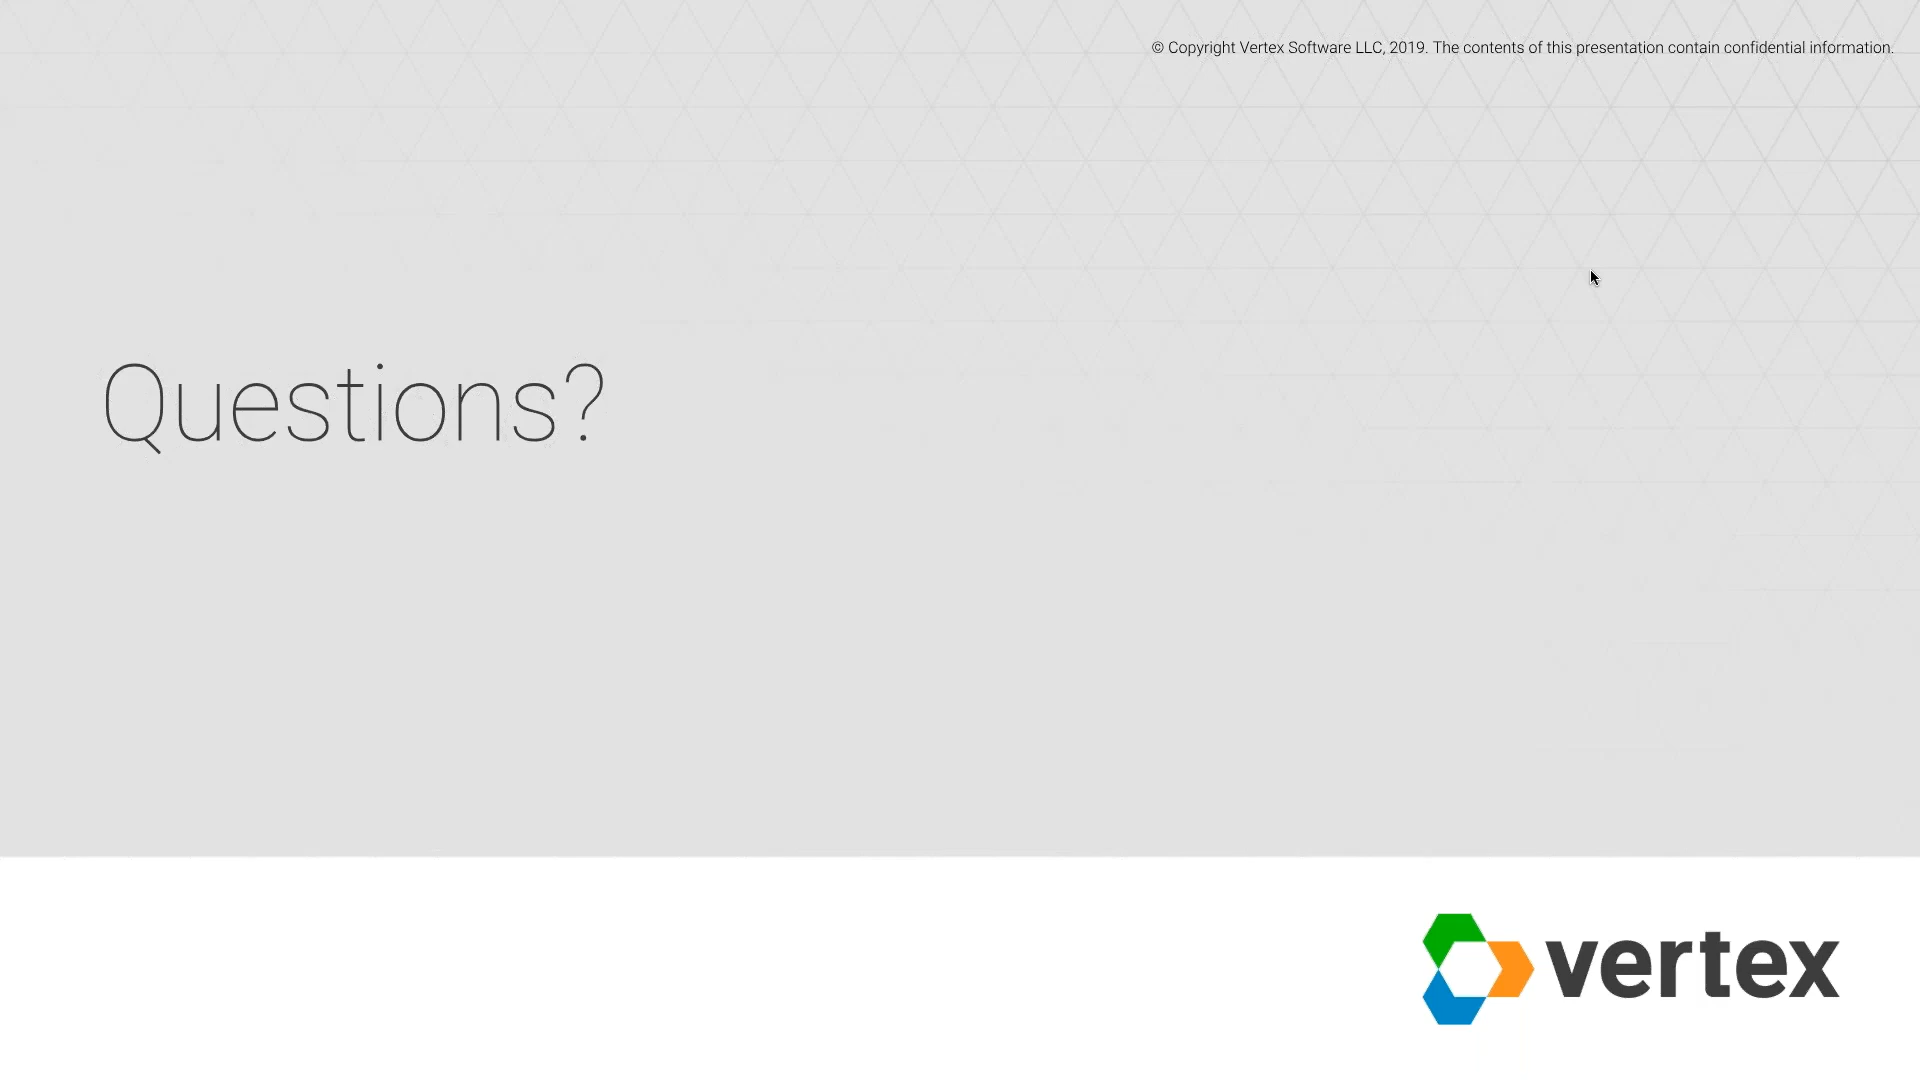 © Copyright Vertex Software LLC, 2019. The contents of this presentation contain confidential information.
Questions?
vertex